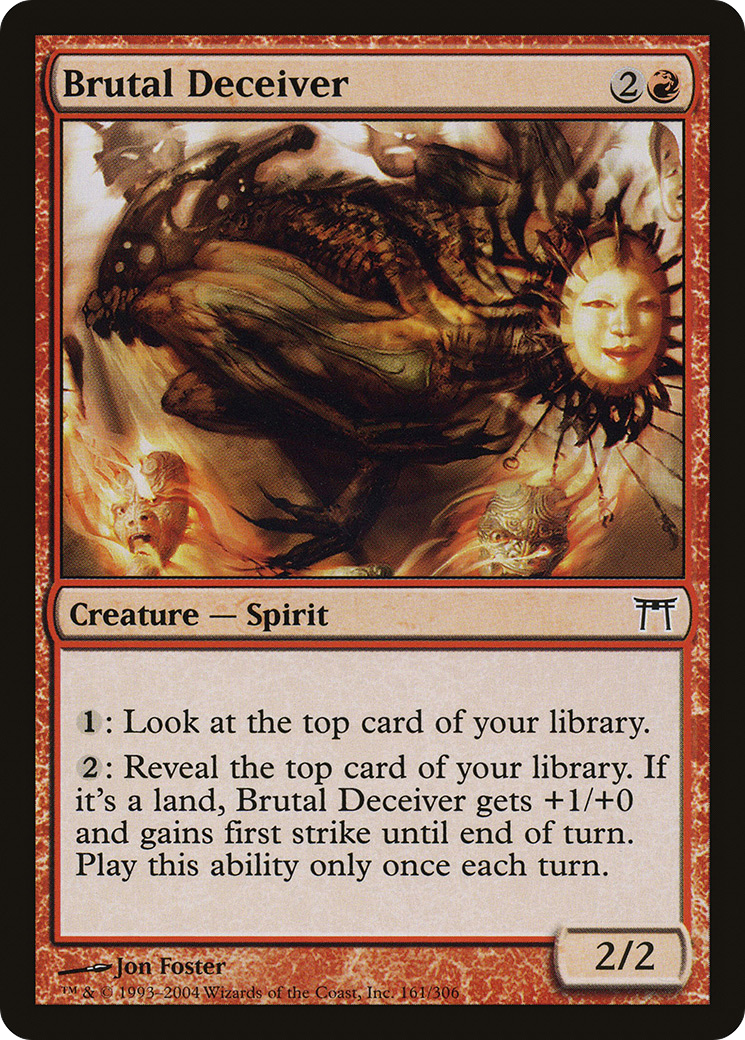 Brutal Deceiver
2
Creature — Spirit
1: Look at the top card of your library.
2: Reveal the top card of your library. If
it's a land, Brutal Deceiver gets +1/+0
and gains first strike until end of turn.
Play this ability only once each turn.
2/2
Jon Foster
™ & © 1993–2004 Wizards of the Coast, Inc. 161/306